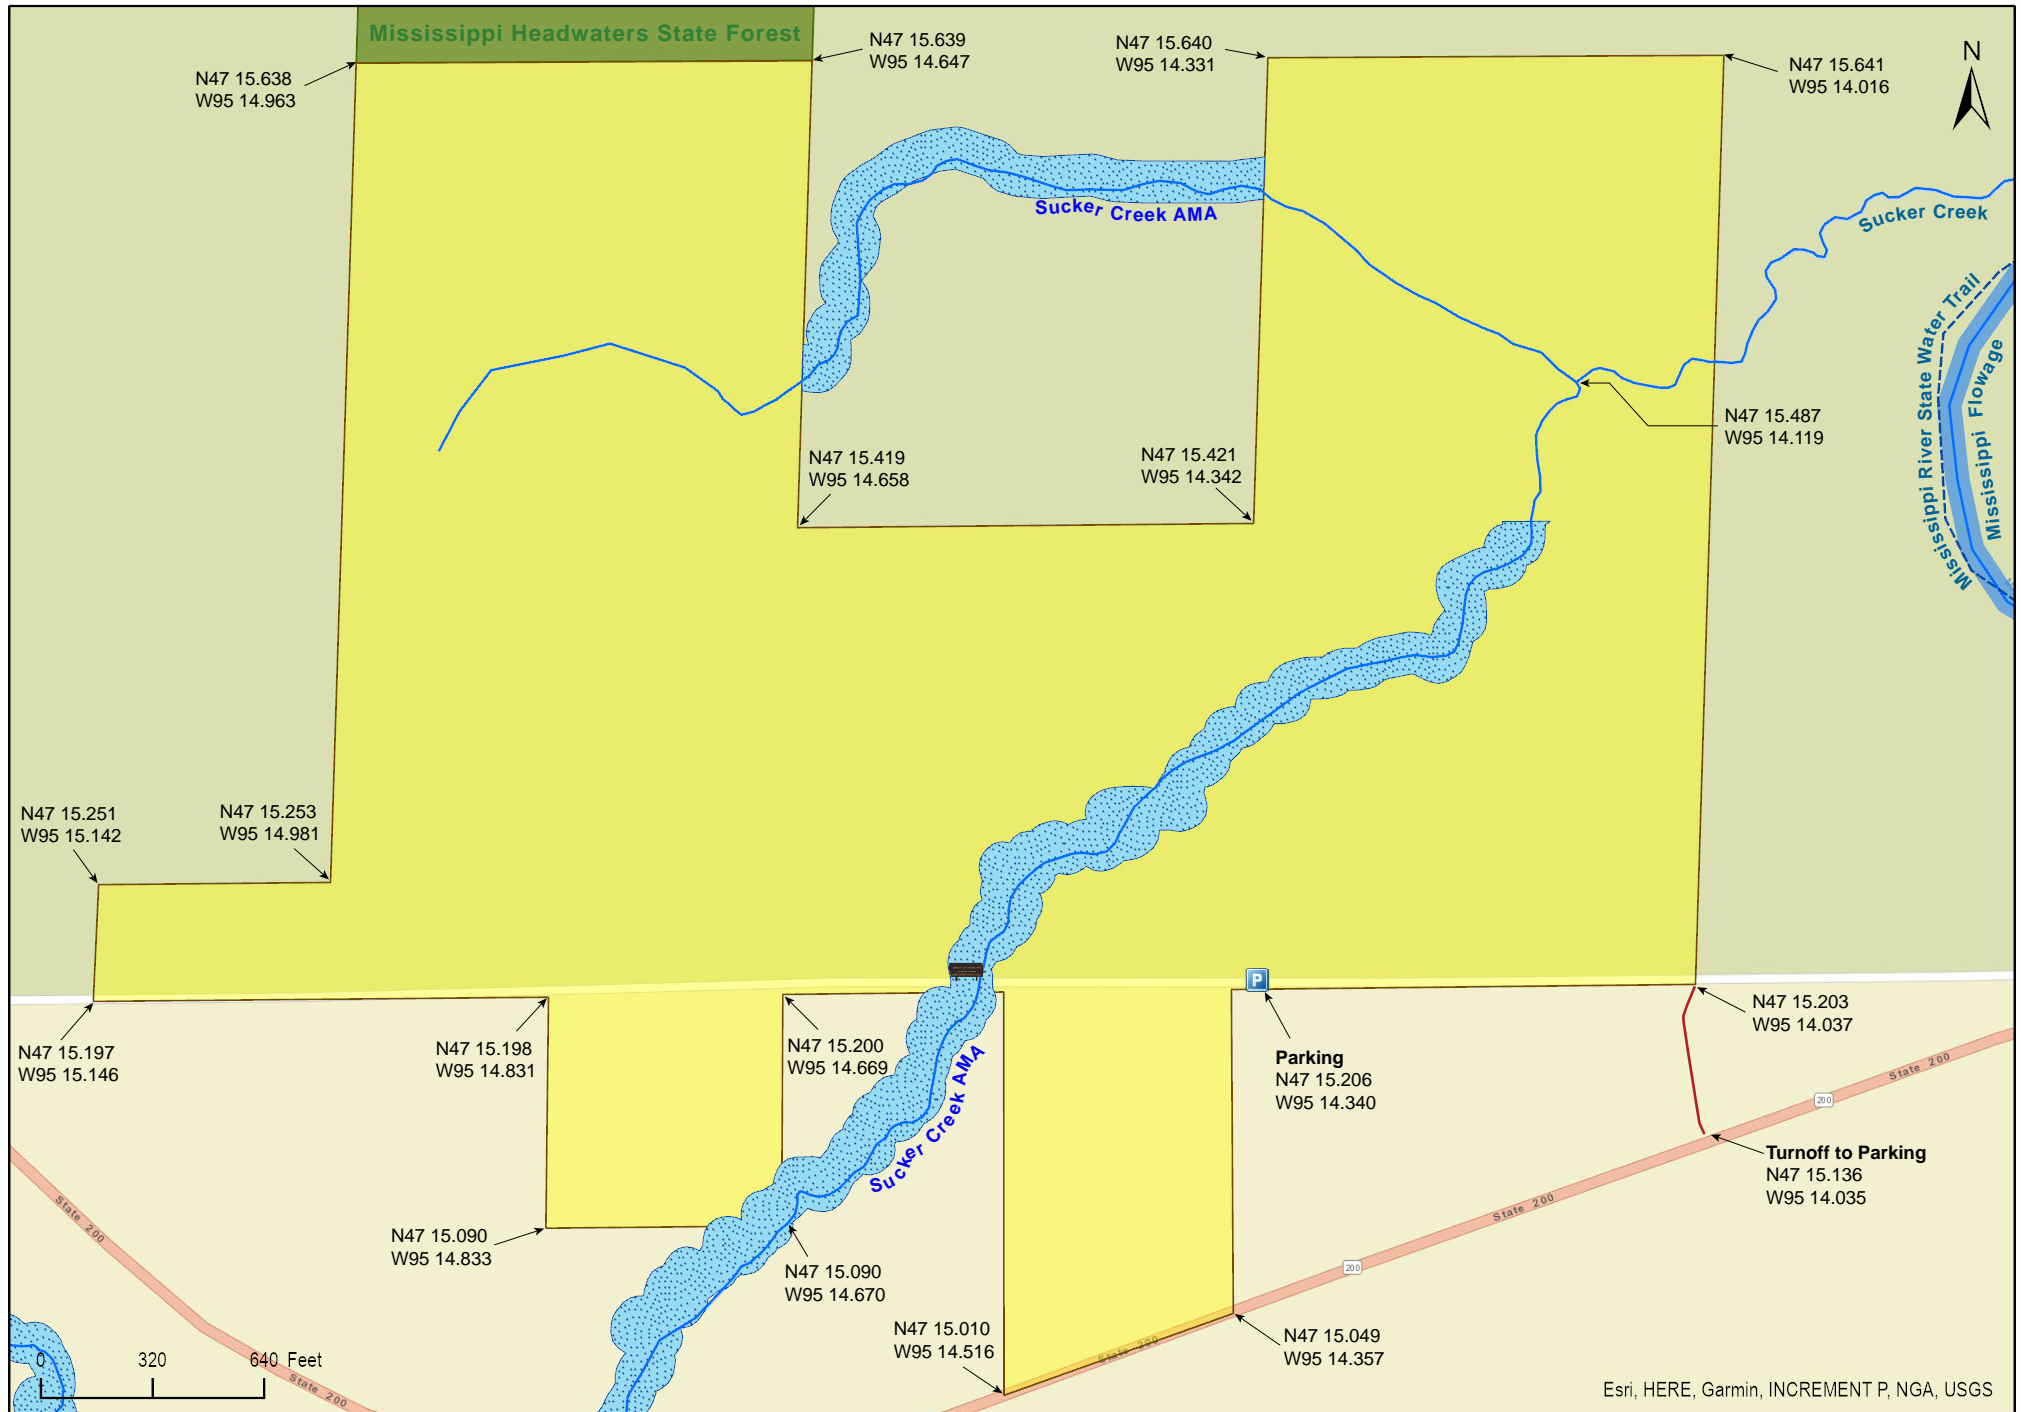 Mississippi Headwaters State Forest
N47 15.638
W95 14.963
N47 15.639
W95 14.647
N47 15.640
W95 14.331
N47 15.641
W95 14.016
N
Sucker Creek AMA
Sucker Creek
Mississippi River State Water Trail
Mississippi Flowage
N47 15.487
W95 14.119
N47 15.419
W95 14.658
N47 15.421
W95 14.342
N47 15.251
W95 15.142
N47 15.253
W95 14.981
P
N47 15.197
W95 15.146
N47 15.198
W95 14.831
N47 15.200
W95 14.669
Sucker Creek AMA
Parking
N47 15.206
W95 14.340
N47 15.203
W95 14.037
State 200
200
Turnoff to Parking
N47 15.136
W95 14.035
State 200
State 200
200
N47 15.090
W95 14.833
N47 15.090
W95 14.670
N47 15.010
W95 14.516
State 200
N47 15.049
W95 14.357
0 320 640 Feet
State 200
Esri, HERE, Garmin, INCREMENT P, NGA, USGS